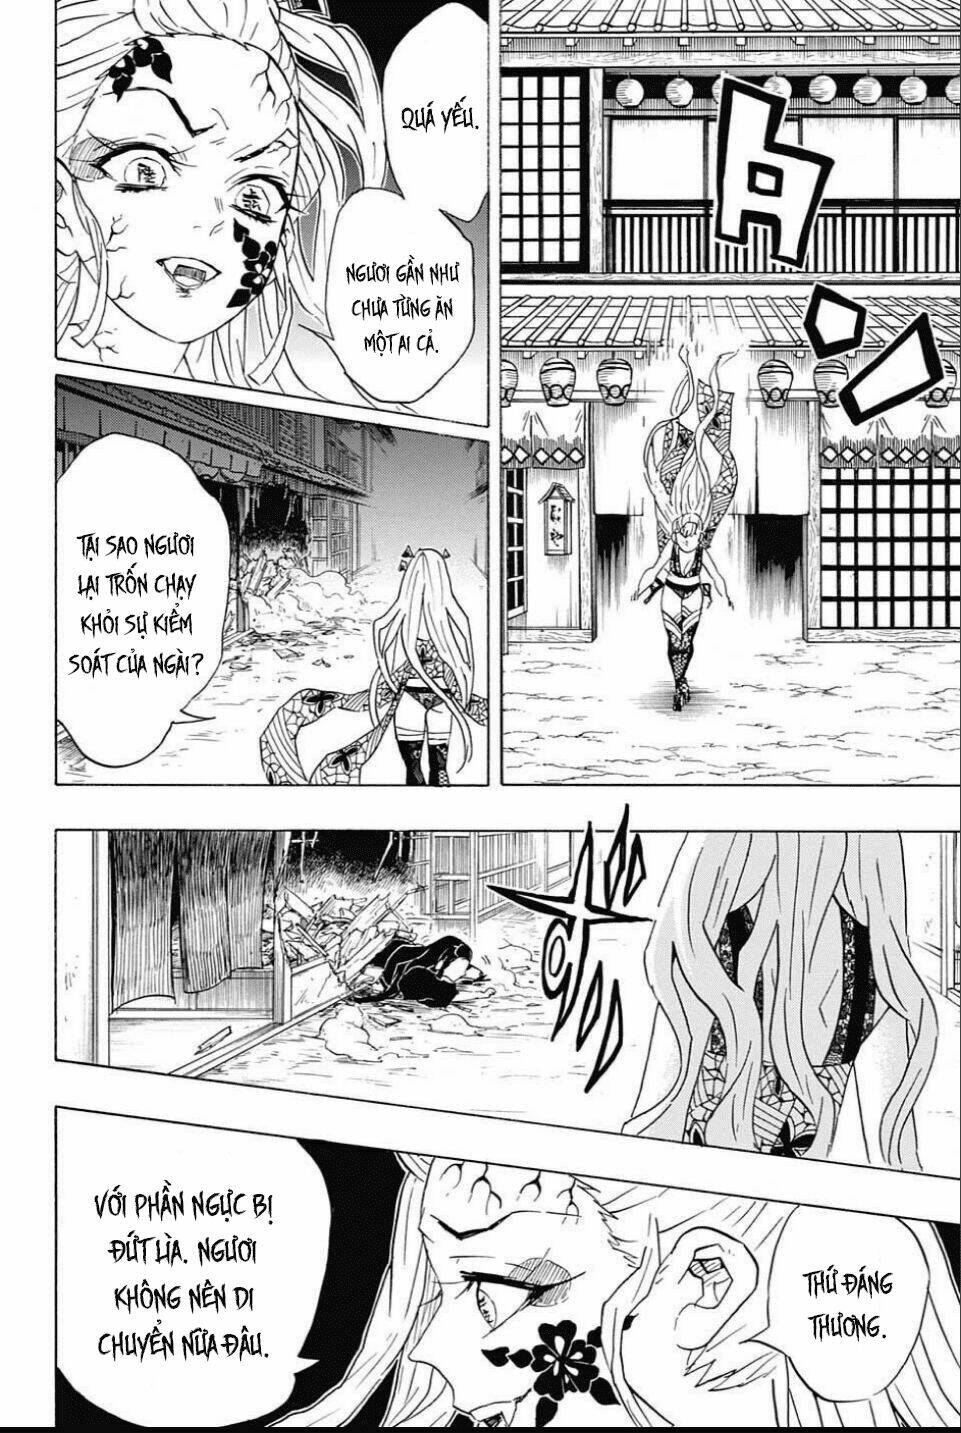 QUÁ YẾU.
NGƯƠI GẦN NHƯ
CHƯA TỪNG ĂN
MỘT AI CẢ.
TẠI SAO NGƯƠI
LẠI TRỐN CHẠY
KHỎI SỰ KIỂM
SOÁT CỦA NGÀI?
THỨ ĐÁNG
THƯƠNG.
VỚI PHẦN NGỰC BỊ
ĐỨT LÌA. NGƯƠI
KHÔNG NÊN DI
CHUYỂN NỮA ĐÂU.